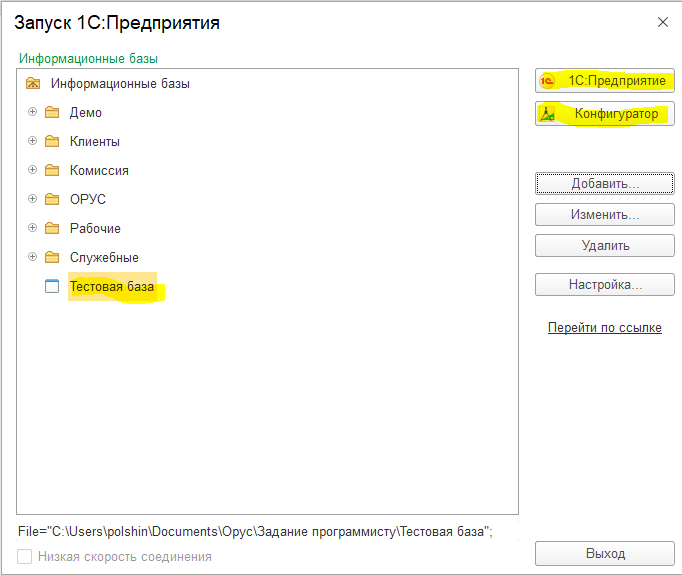 Запуск 1С:Предприятия
Информационные базы
Информационные базы
Демо
Клиенты
Комиссия
ОРУС
Рабочие
Служебные
Тестовая база
1С:Предприятие
Конфигуратор
Добавить...
Изменить...
Удалить
Настройка...
Перейти по ссылке
File="C:\Users\polshin\Documents\Орус\Задание программисту\Тестовая база";
Низкая скорость соединения
Выход